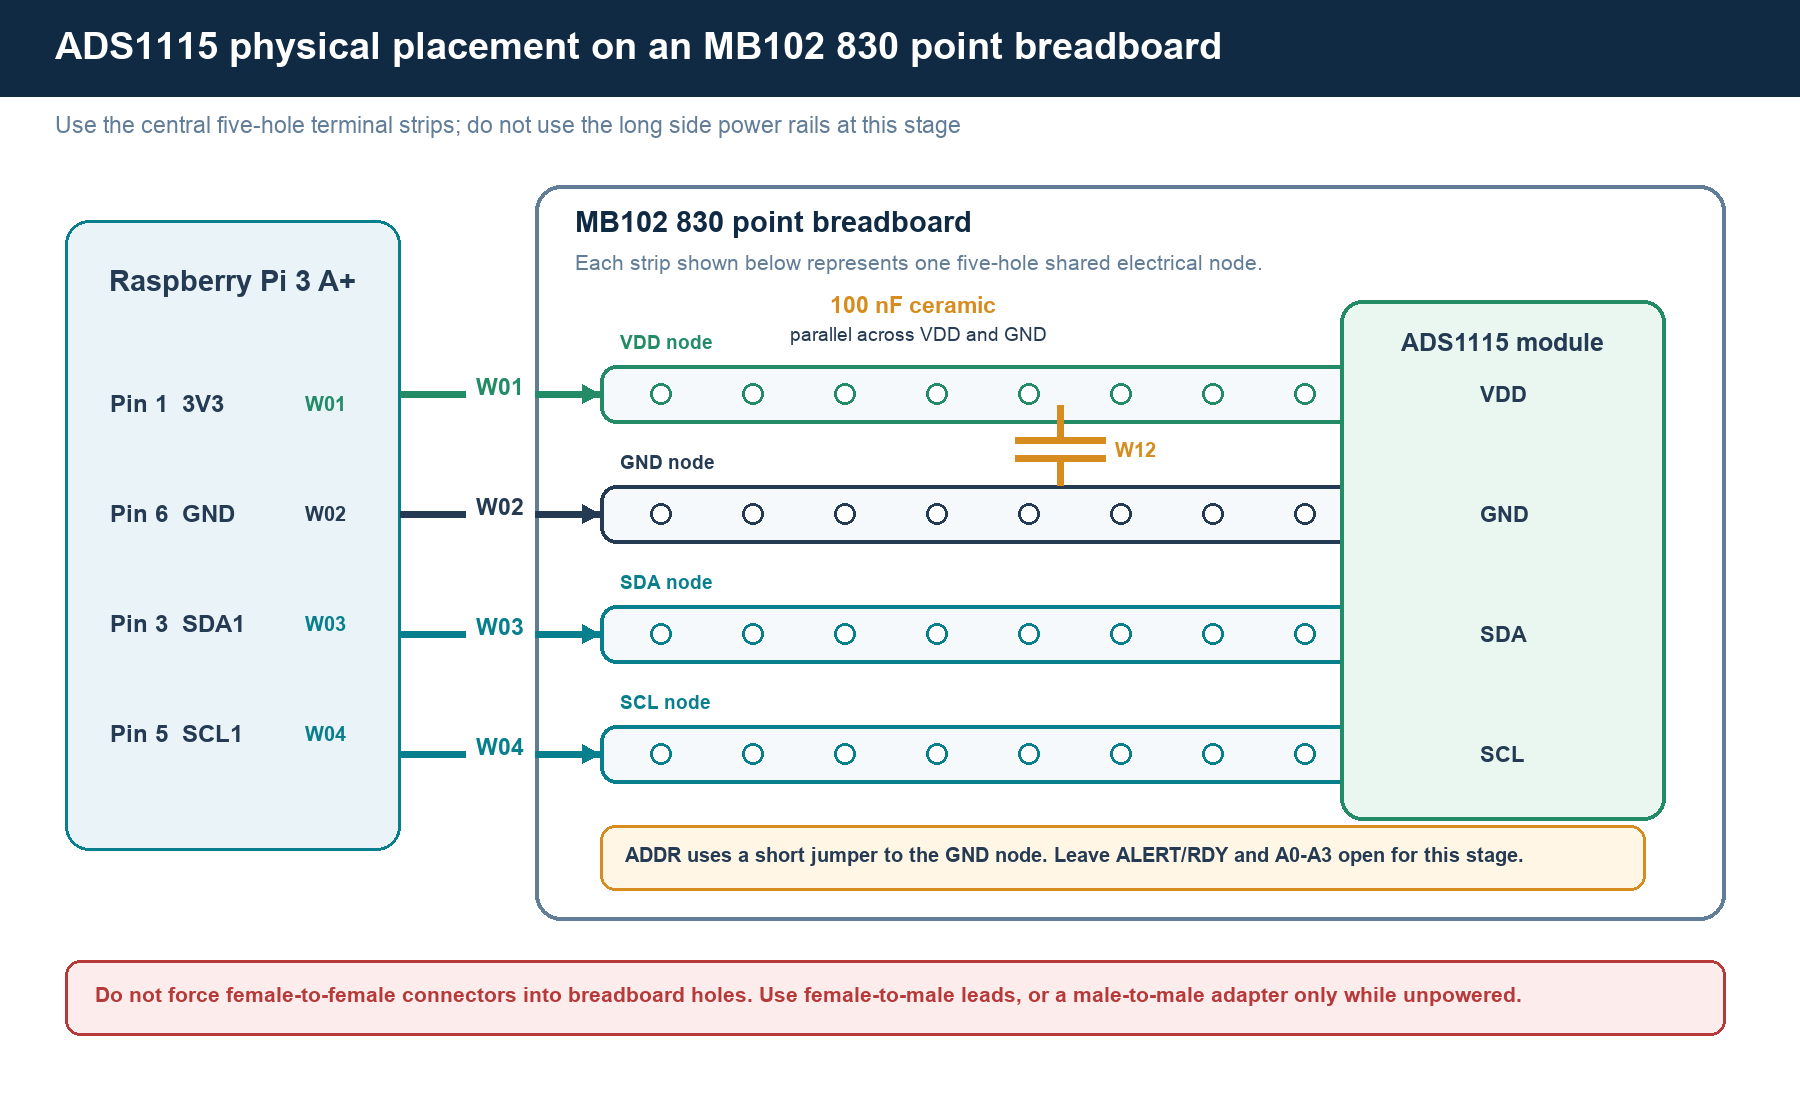 ADS1115 physical placement on an MB102 830 point breadboard
Use the central five-hole terminal strips; do not use the long side power rails at this stage
Raspberry Pi 3 A+
Pin 1 3V3 W01
Pin 6 GND W02
Pin 3 SDA1 W03
Pin 5 SCL1 W04
W01
W02
W03
W04
MB102 830 point breadboard
Each strip shown below represents one five-hole shared electrical node.
100 nF ceramic
parallel across VDD and GND
VDD node
W12
GND node
SDA node
SCL node
ADS1115 module
VDD
GND
SDA
SCL
ADDR uses a short jumper to the GND node. Leave ALERT/RDY and A0-A3 open for this stage.
Do not force female-to-female connectors into breadboard holes. Use female-to-male leads, or a male-to-male adapter only while unpowered.